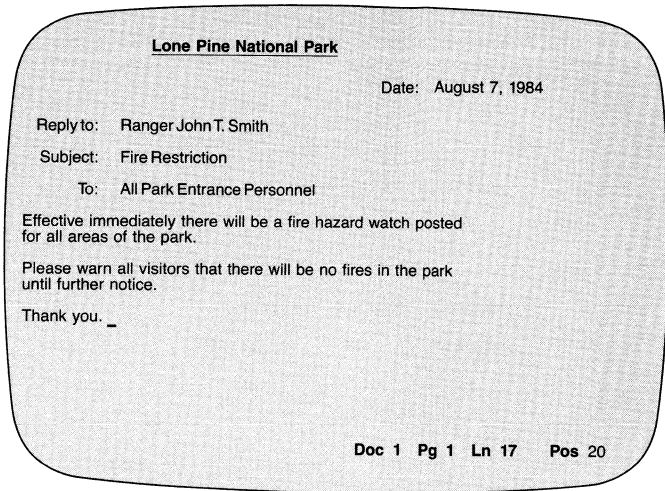 Lone Pine National Park
Date: August 7, 1984
Reply to: Ranger John T. Smith
Subject: Fire Restriction
To: All Park Entrance Personnel
Effective immediately there will be a fire hazard watch posted
for all areas of the park.
Please warn all visitors that there will be no fires in the park
until further notice.
Thank you. _
Doc 1 Pg 1 Ln 17 Pos 20